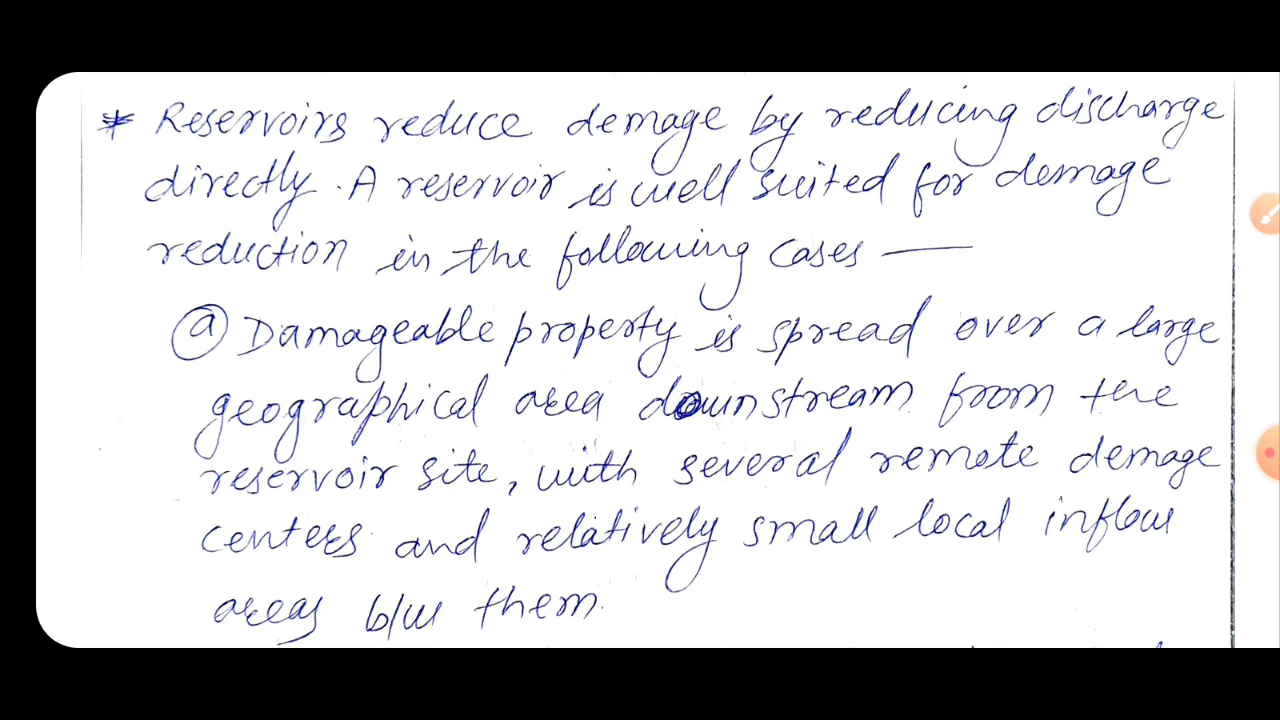 * Reservoirs reduce demage by reducing discharge
directly. A reservoir is well suited for demage
reduction in the following cases —
(a) Damageable property is spread over a large
geographical area downstream from the
reservoir site, with several remote demage
centers and relatively small local inflow
areas b/w them.